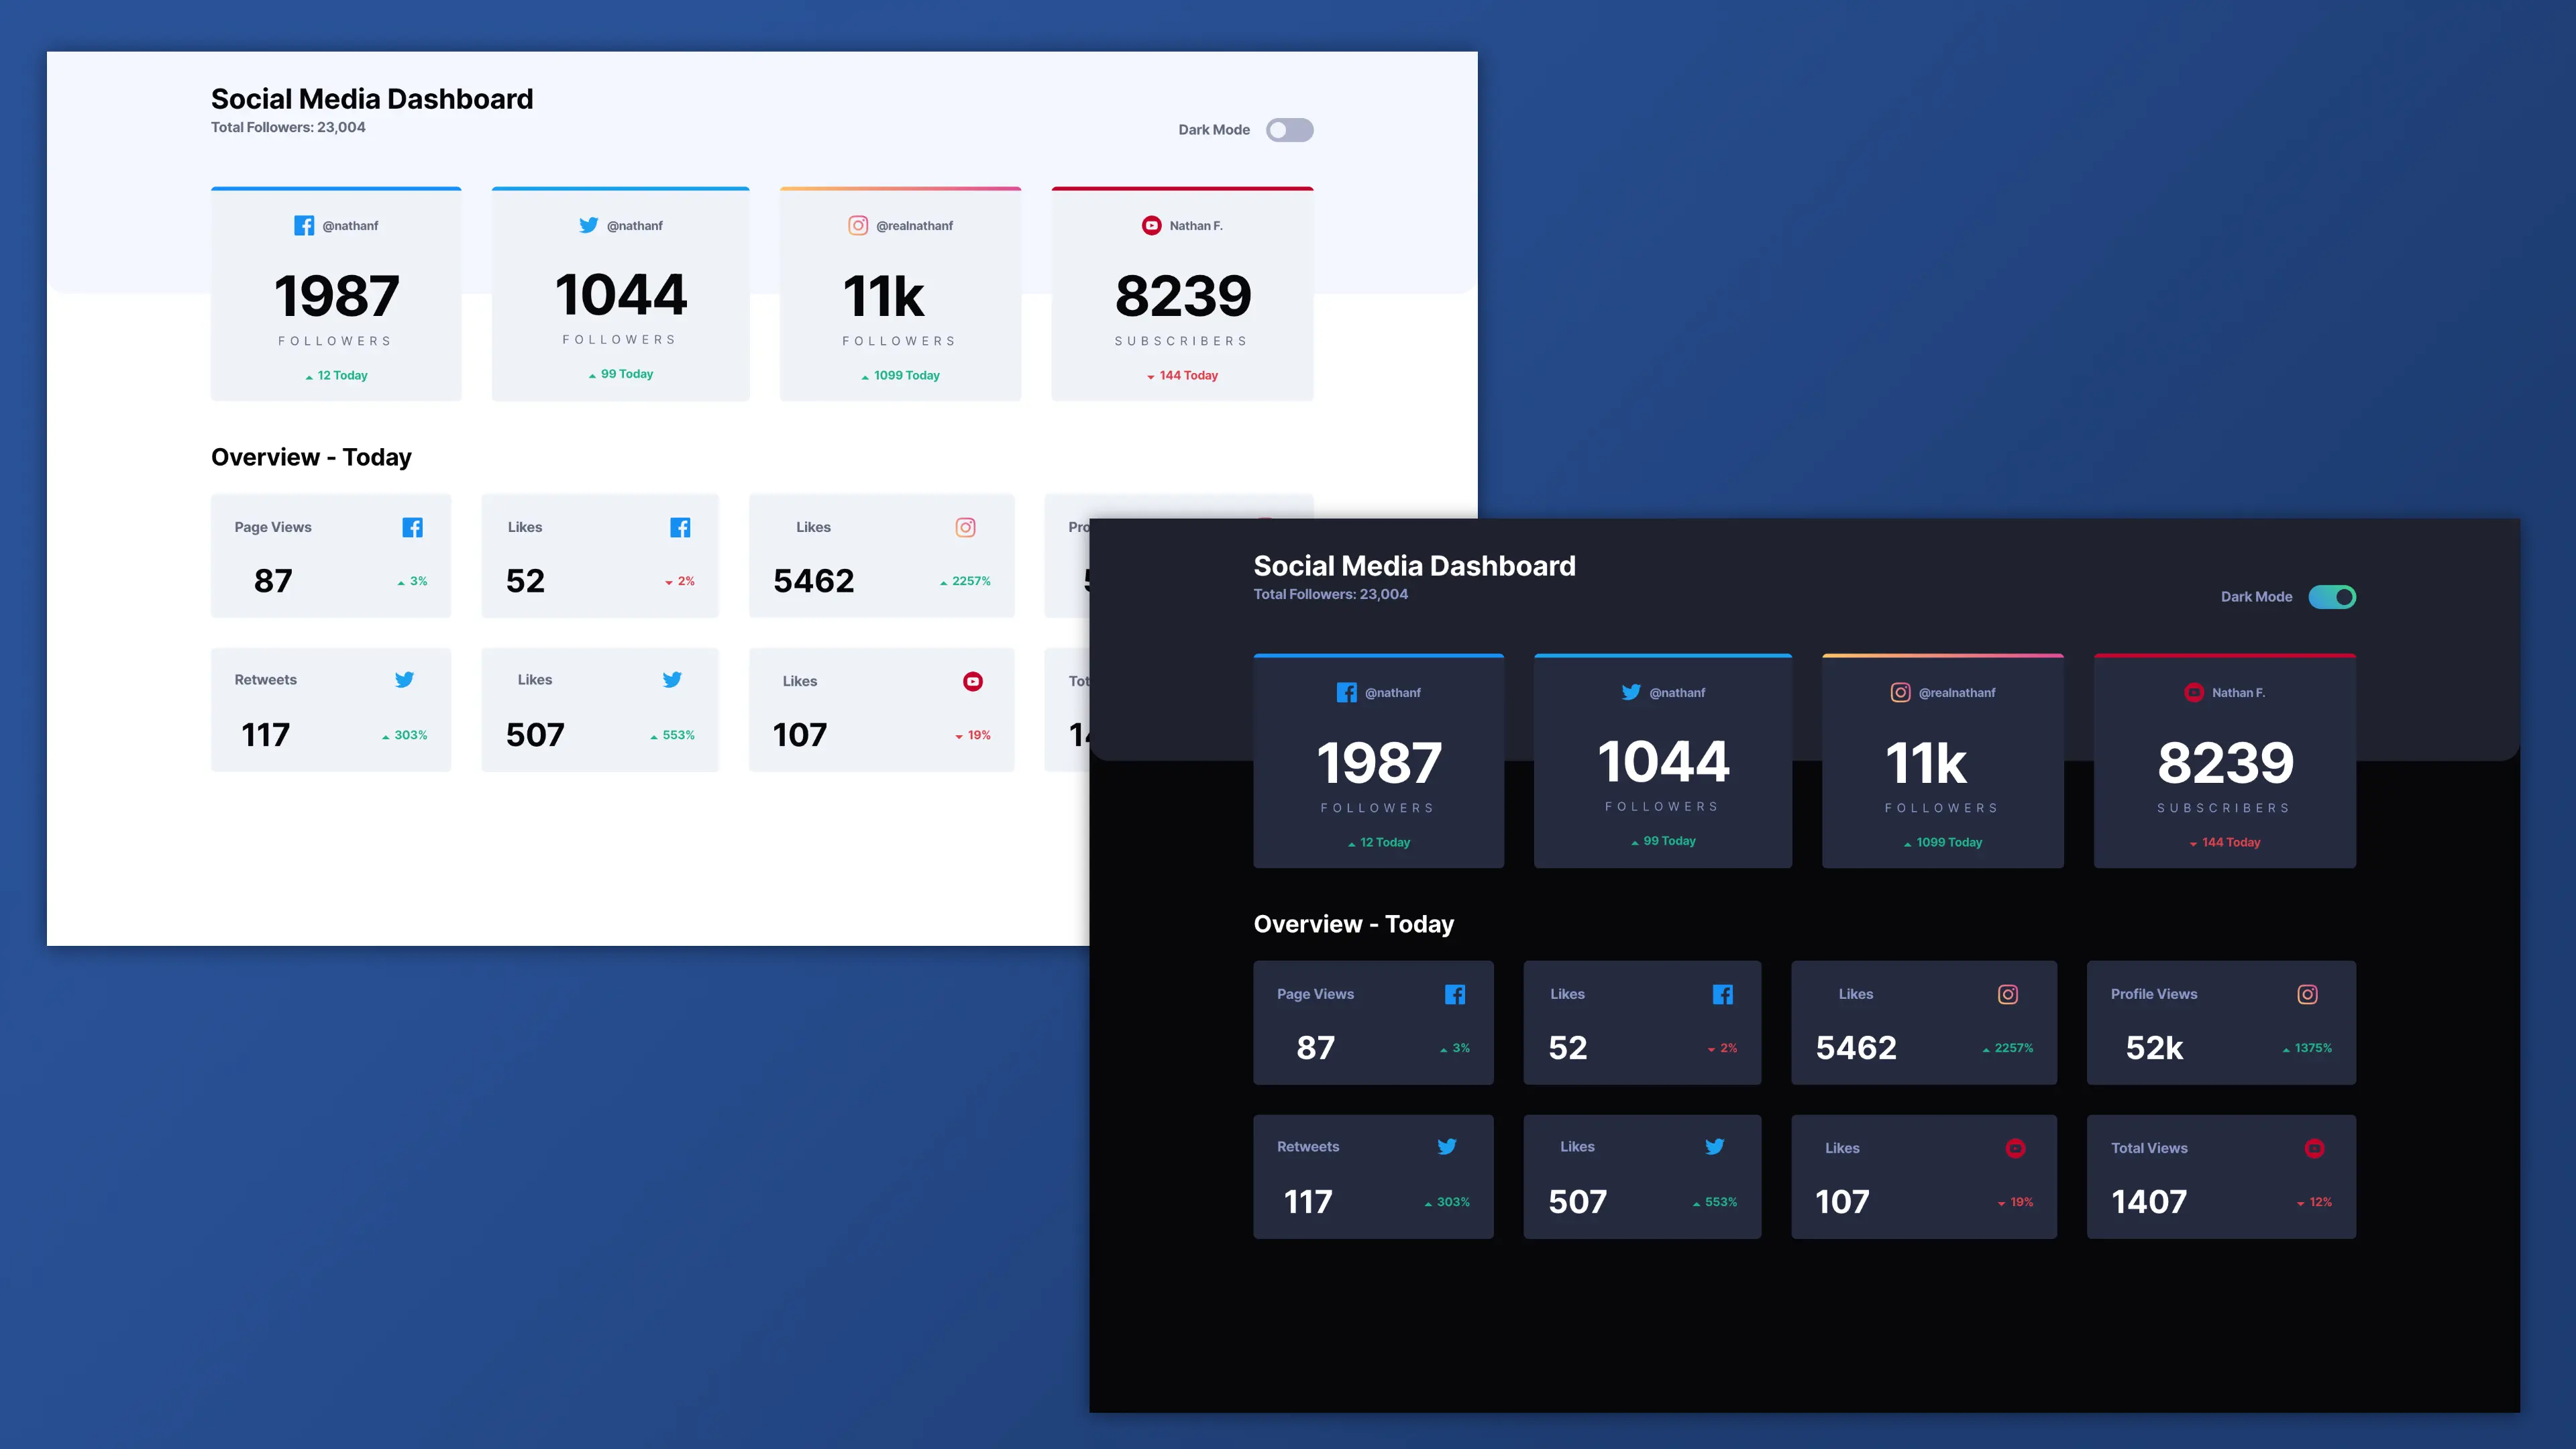 Social Media Dashboard
Total Followers: 23,004
Dark Mode
@nathanf
@nathanf
@realnathanf
Nathan F.
1987
1044
11k
8239
FOLLOWERS
FOLLOWERS
FOLLOWERS
SUBSCRIBERS
12 Today
99 Today
1099 Today
144 Today
Overview - Today
Page Views
Likes
Likes
87
3%
52
2%
5462
2257%
Retweets
Likes
Likes
117
303%
507
553%
107
19%
Social Media Dashboard
Total Followers: 23,004
Dark Mode
@nathanf
@nathanf
@realnathanf
Nathan F.
1987
1044
11k
8239
FOLLOWERS
FOLLOWERS
FOLLOWERS
SUBSCRIBERS
12 Today
99 Today
1099 Today
144 Today
Overview - Today
Page Views
Likes
Likes
Profile Views
87
3%
52
2%
5462
2257%
52k
1375%
Retweets
Likes
Likes
Total Views
117
303%
507
553%
107
19%
1407
12%